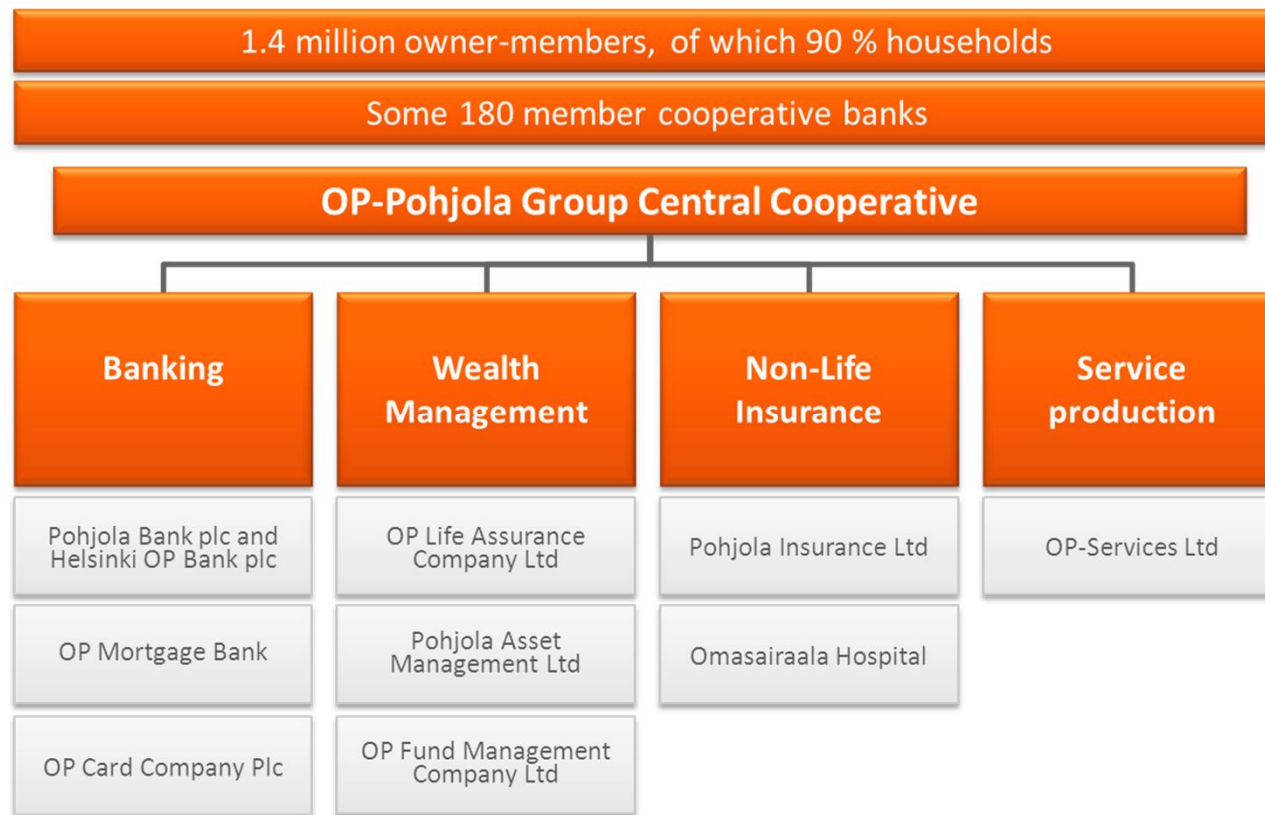 1.4 million owner-members, of which 90 % households
Some 180 member cooperative banks
OP-Pohjola Group Central Cooperative
Banking
Wealth
Management
Non-Life
Insurance
Service
production
Pohjola Bank plc and
Helsinki OP Bank plc
OP Life Assurance
Company Ltd
Pohjola Insurance Ltd
OP-Services Ltd
OP Mortgage Bank
Pohjola Asset
Management Ltd
Omasairaala Hospital
OP Card Company Plc
OP Fund Management
Company Ltd